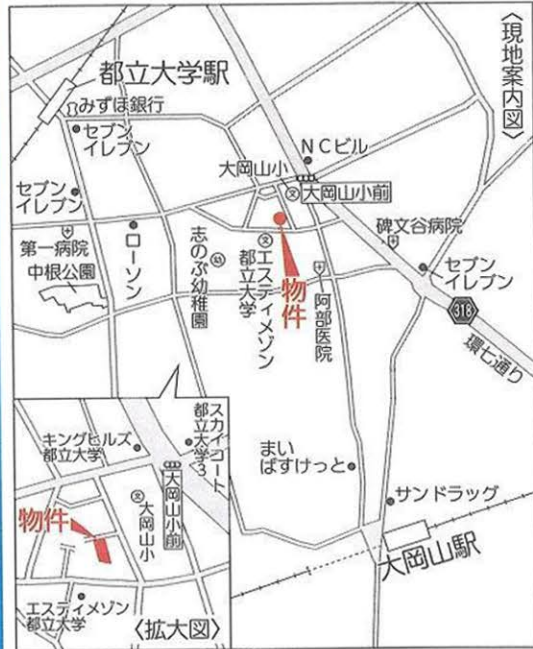 〈現地案内図〉
都立大学駅
みずほ銀行
セブン
イレブン
NCビル
大岡山小
大岡山小前
セブン
イレブン
碑文谷病院
第一病院
ローソン
志のぶ幼稚園
エスティメゾン
都立大学
物件
阿部医院
セブン
イレブン
中根公園
318
環七通り
まい
ばすけっと
サンドラッグ
大岡山駅
スカイコート
都立大学3
キングヒルズ
都立大学
大岡山小前
大岡山小
物件
エスティメゾン
都立大学
〈拡大図〉